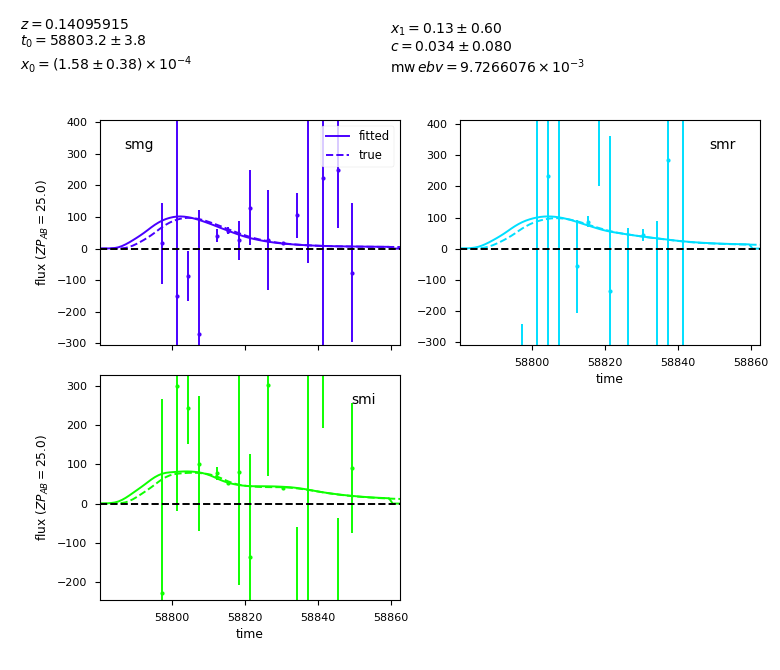 z = 0.14095915
t₀ = 58803.2 ± 3.8
x₀ = (1.58 ± 0.38) × 10⁻⁴
x₁ = 0.13 ± 0.60
c = 0.034 ± 0.080
mw ebv = 9.7266076 × 10⁻³
400
300
200
100
0
−100
−200
−300
flux (ZP_AB = 25.0)
smg
fitted
true
400
300
200
100
0
−100
−200
−300
smr
58800
58820
58840
58860
time
300
200
100
0
−100
−200
flux (ZP_AB = 25.0)
smi
58800
58820
58840
58860
time